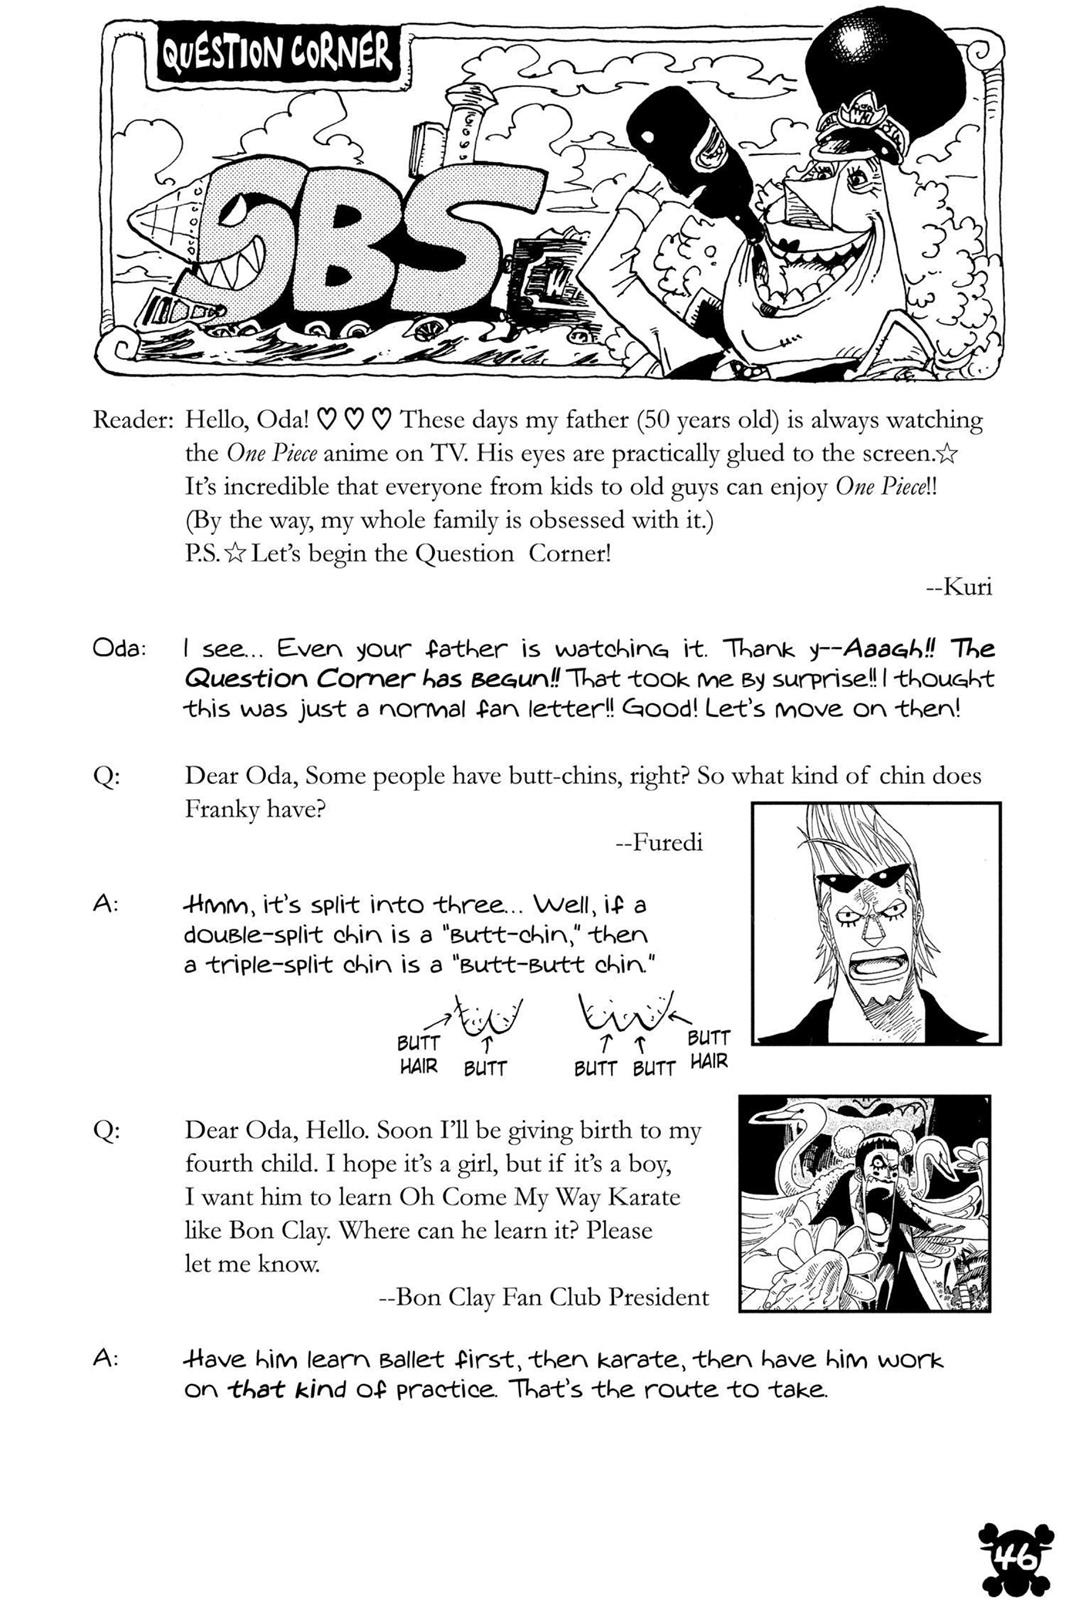 QUESTION CORNER
SBS
W
Reader: Hello, Oda! ♡ ♡ ♡ These days my father (50 years old) is always watching
the One Piece anime on TV. His eyes are practically glued to the screen.☆
It's incredible that everyone from kids to old guys can enjoy One Piece!!
(By the way, my whole family is obsessed with it.)
P.S.☆Let's begin the Question Corner!
--Kuri
Oda: I see... Even your father is watching it. Thank y--Aaagh!! The
Question Corner has begun!! That took me by surprise!! I thought
this was just a normal fan letter!! Good! Let's move on then!
Q: Dear Oda, Some people have butt-chins, right? So what kind of chin does
Franky have?
--Furedi
A: Hmm, it's split into three... Well, if a
double-split chin is a "butt-chin," then
a triple-split chin is a "butt-butt chin."
BUTT
HAIR
BUTT
BUTT
BUTT
BUTT
HAIR
Q: Dear Oda, Hello. Soon I'll be giving birth to my
fourth child. I hope it's a girl, but if it's a boy,
I want him to learn Oh Come My Way Karate
like Bon Clay. Where can he learn it? Please
let me know.
--Bon Clay Fan Club President
A: Have him learn ballet first, then karate, then have him work
on that kind of practice. That's the route to take.
46